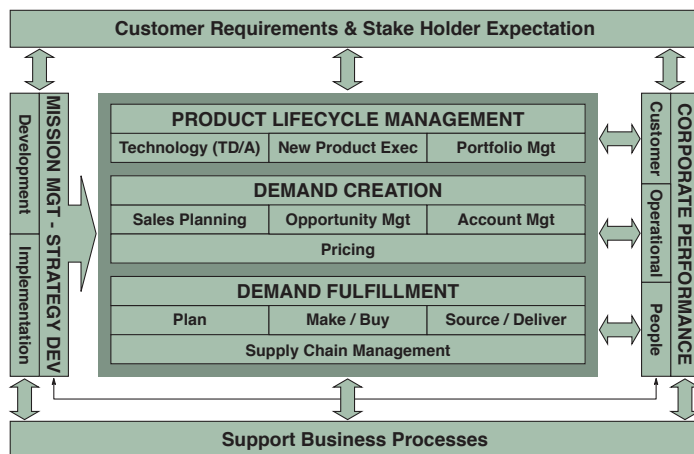 Customer Requirements & Stake Holder Expectation
Development
Implementation
MISSION MGT - STRATEGY DEV
PRODUCT LIFECYCLE MANAGEMENT
Technology (TD/A)
New Product Exec
Portfolio Mgt
DEMAND CREATION
Sales Planning
Opportunity Mgt
Account Mgt
Pricing
DEMAND FULFILLMENT
Plan
Make / Buy
Source / Deliver
Supply Chain Management
Customer
Operational
People
CORPORATE PERFORMANCE
Support Business Processes